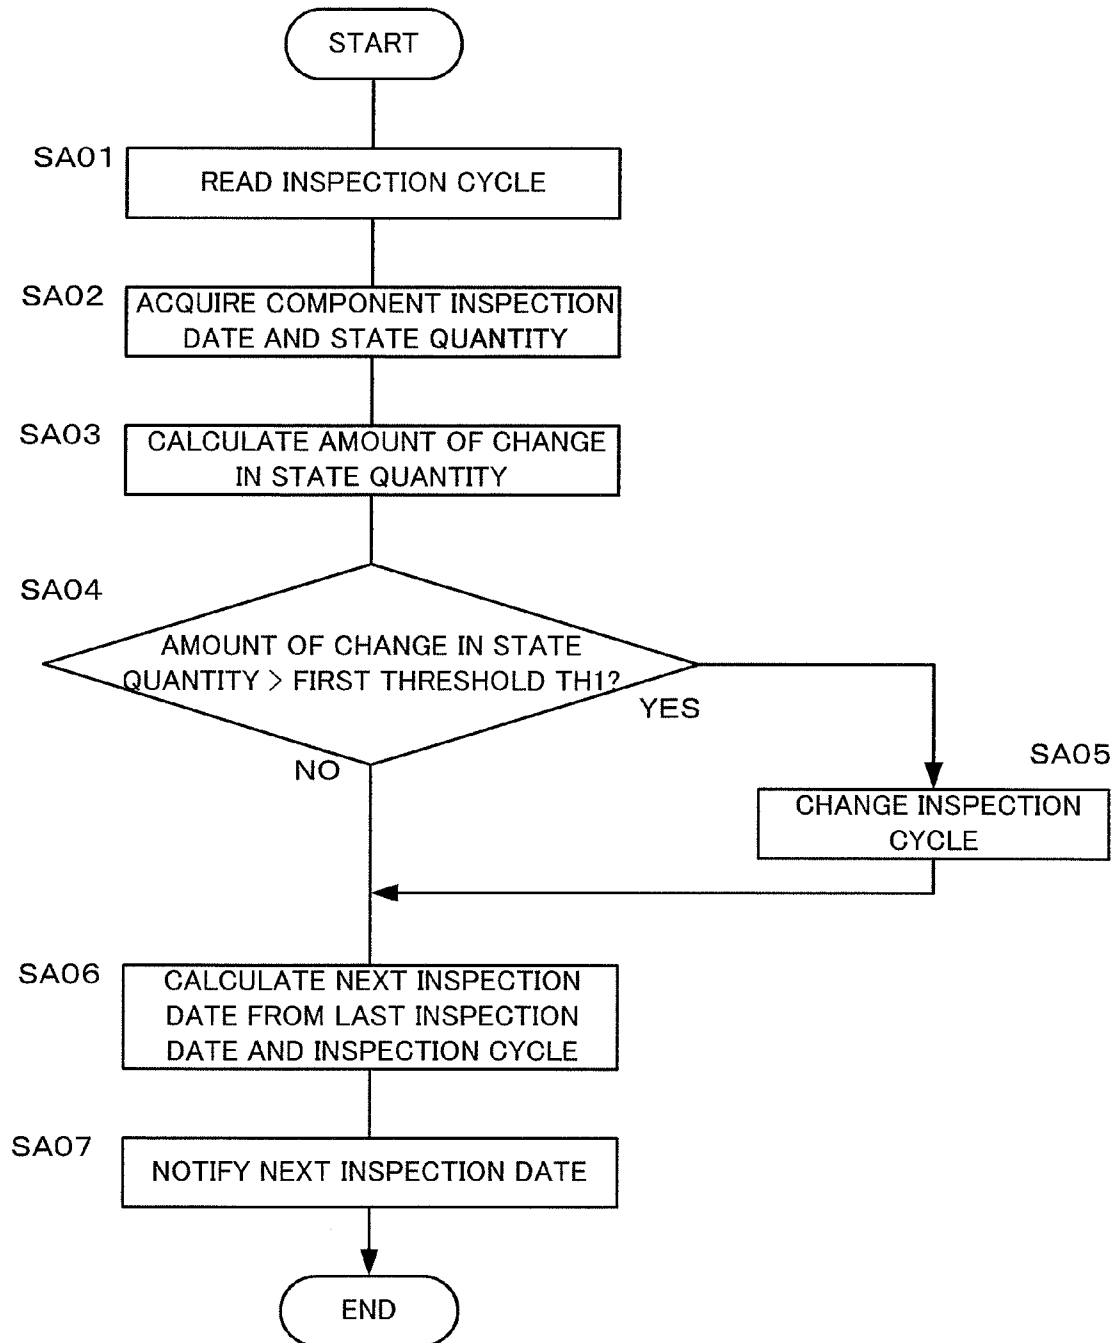 START
SA01
READ INSPECTION CYCLE
SA02
ACQUIRE COMPONENT INSPECTION
DATE AND STATE QUANTITY
SA03
CALCULATE AMOUNT OF CHANGE
IN STATE QUANTITY
SA04
AMOUNT OF CHANGE IN STATE
QUANTITY > FIRST THRESHOLD TH1?
YES
NO
SA05
CHANGE INSPECTION
CYCLE
SA06
CALCULATE NEXT INSPECTION
DATE FROM LAST INSPECTION
DATE AND INSPECTION CYCLE
SA07
NOTIFY NEXT INSPECTION DATE
END